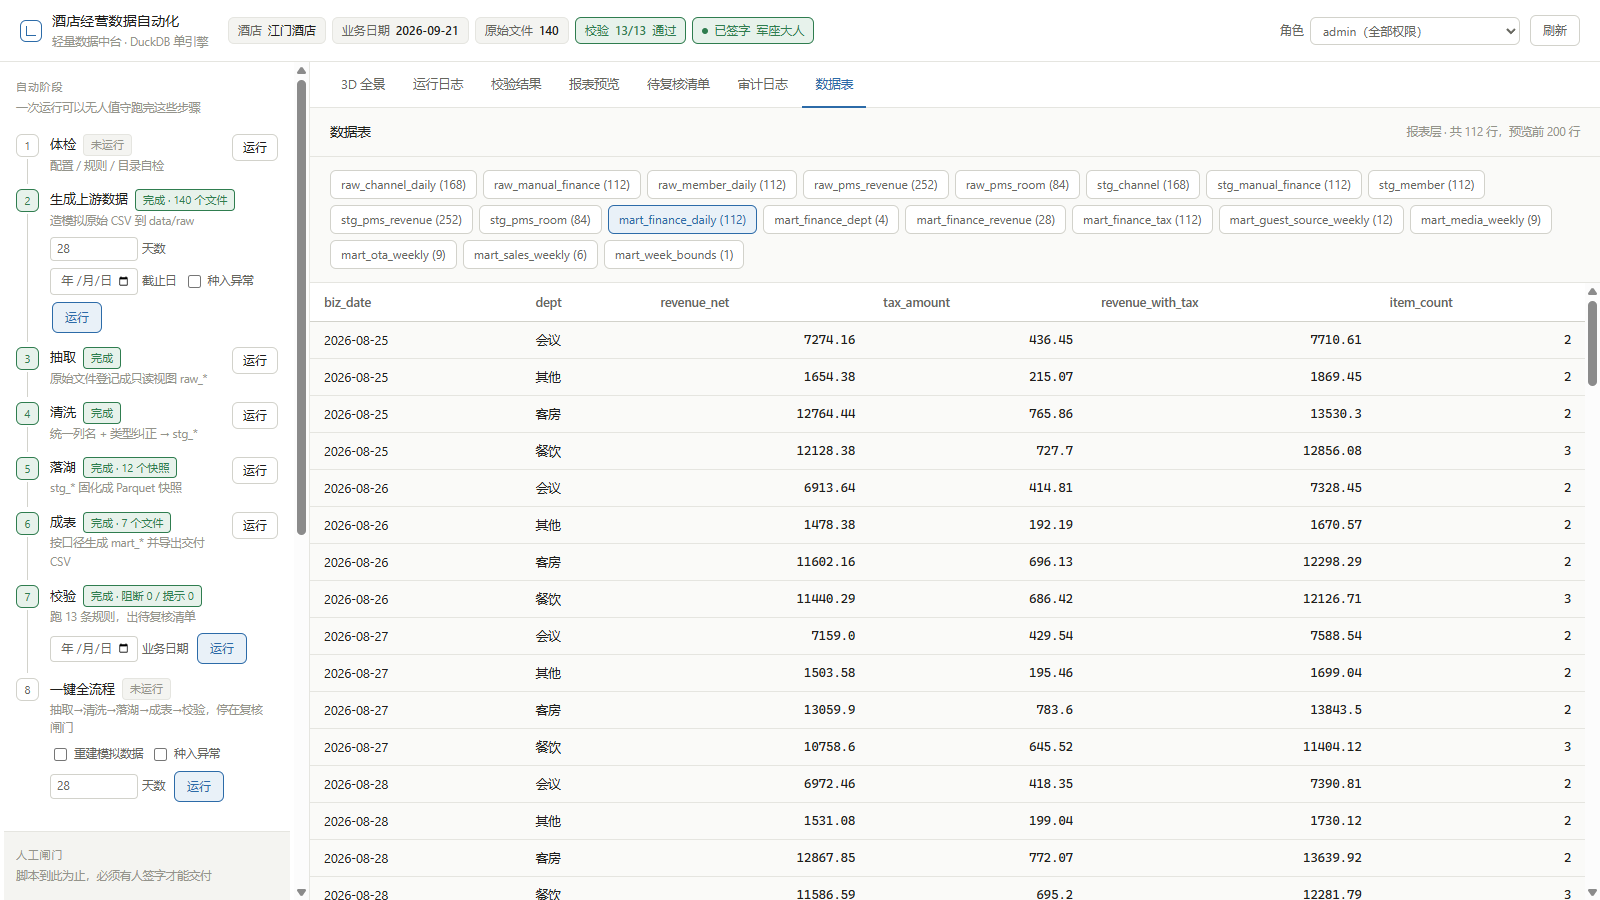 酒店经营数据自动化
轻量数据中台 · DuckDB 单引擎
酒店 江门酒店
业务日期 2026-09-21
原始文件 140
校验 13/13 通过
已签字 军座大人
角色 admin（全部权限）
刷新
自动阶段
一次运行可以无人值守跑完这些步骤
1 体检 未运行 运行
配置 / 规则 / 目录自检
2 生成上游数据 完成 · 140 个文件
造模拟原始 CSV 到 data/raw
28 天数
年 /月/日 截止日 种入异常
运行
3 抽取 完成 运行
原始文件登记成只读视图 raw_*
4 清洗 完成 运行
统一列名 + 类型纠正 → stg_*
5 落湖 完成 · 12 个快照 运行
stg_* 固化成 Parquet 快照
6 成表 完成 · 7 个文件 运行
按口径生成 mart_* 并导出交付
CSV
7 校验 完成 · 阻断 0 / 提示 0
跑 13 条规则，出待复核清单
年 /月/日 业务日期 运行
8 一键全流程 未运行
抽取→清洗→落湖→成表→校验，停在复核
闸门
重建模拟数据 种入异常
28 天数 运行
人工闸门
脚本到此为止，必须有人签字才能交付
3D 全景 运行日志 校验结果 报表预览 待复核清单 审计日志 数据表
数据表
报表层 · 共 112 行，预览前 200 行
raw_channel_daily (168) raw_manual_finance (112) raw_member_daily (112) raw_pms_revenue (252) raw_pms_room (84) stg_channel (168) stg_manual_finance (112) stg_member (112)
stg_pms_revenue (252) stg_pms_room (84) mart_finance_daily (112) mart_finance_dept (4) mart_finance_revenue (28) mart_finance_tax (112) mart_guest_source_weekly (12) mart_media_weekly (9)
mart_ota_weekly (9) mart_sales_weekly (6) mart_week_bounds (1)
biz_date dept revenue_net tax_amount revenue_with_tax item_count
2026-08-25 会议 7274.16 436.45 7710.61 2
2026-08-25 其他 1654.38 215.07 1869.45 2
2026-08-25 客房 12764.44 765.86 13530.3 2
2026-08-25 餐饮 12128.38 727.7 12856.08 3
2026-08-26 会议 6913.64 414.81 7328.45 2
2026-08-26 其他 1478.38 192.19 1670.57 2
2026-08-26 客房 11602.16 696.13 12298.29 2
2026-08-26 餐饮 11440.29 686.42 12126.71 3
2026-08-27 会议 7159.0 429.54 7588.54 2
2026-08-27 其他 1503.58 195.46 1699.04 2
2026-08-27 客房 13059.9 783.6 13843.5 2
2026-08-27 餐饮 10758.6 645.52 11404.12 3
2026-08-28 会议 6972.46 418.35 7390.81 2
2026-08-28 其他 1531.08 199.04 1730.12 2
2026-08-28 客房 12867.85 772.07 13639.92 2
2026-08-28 餐饮 11586.59 695.2 12281.79 3